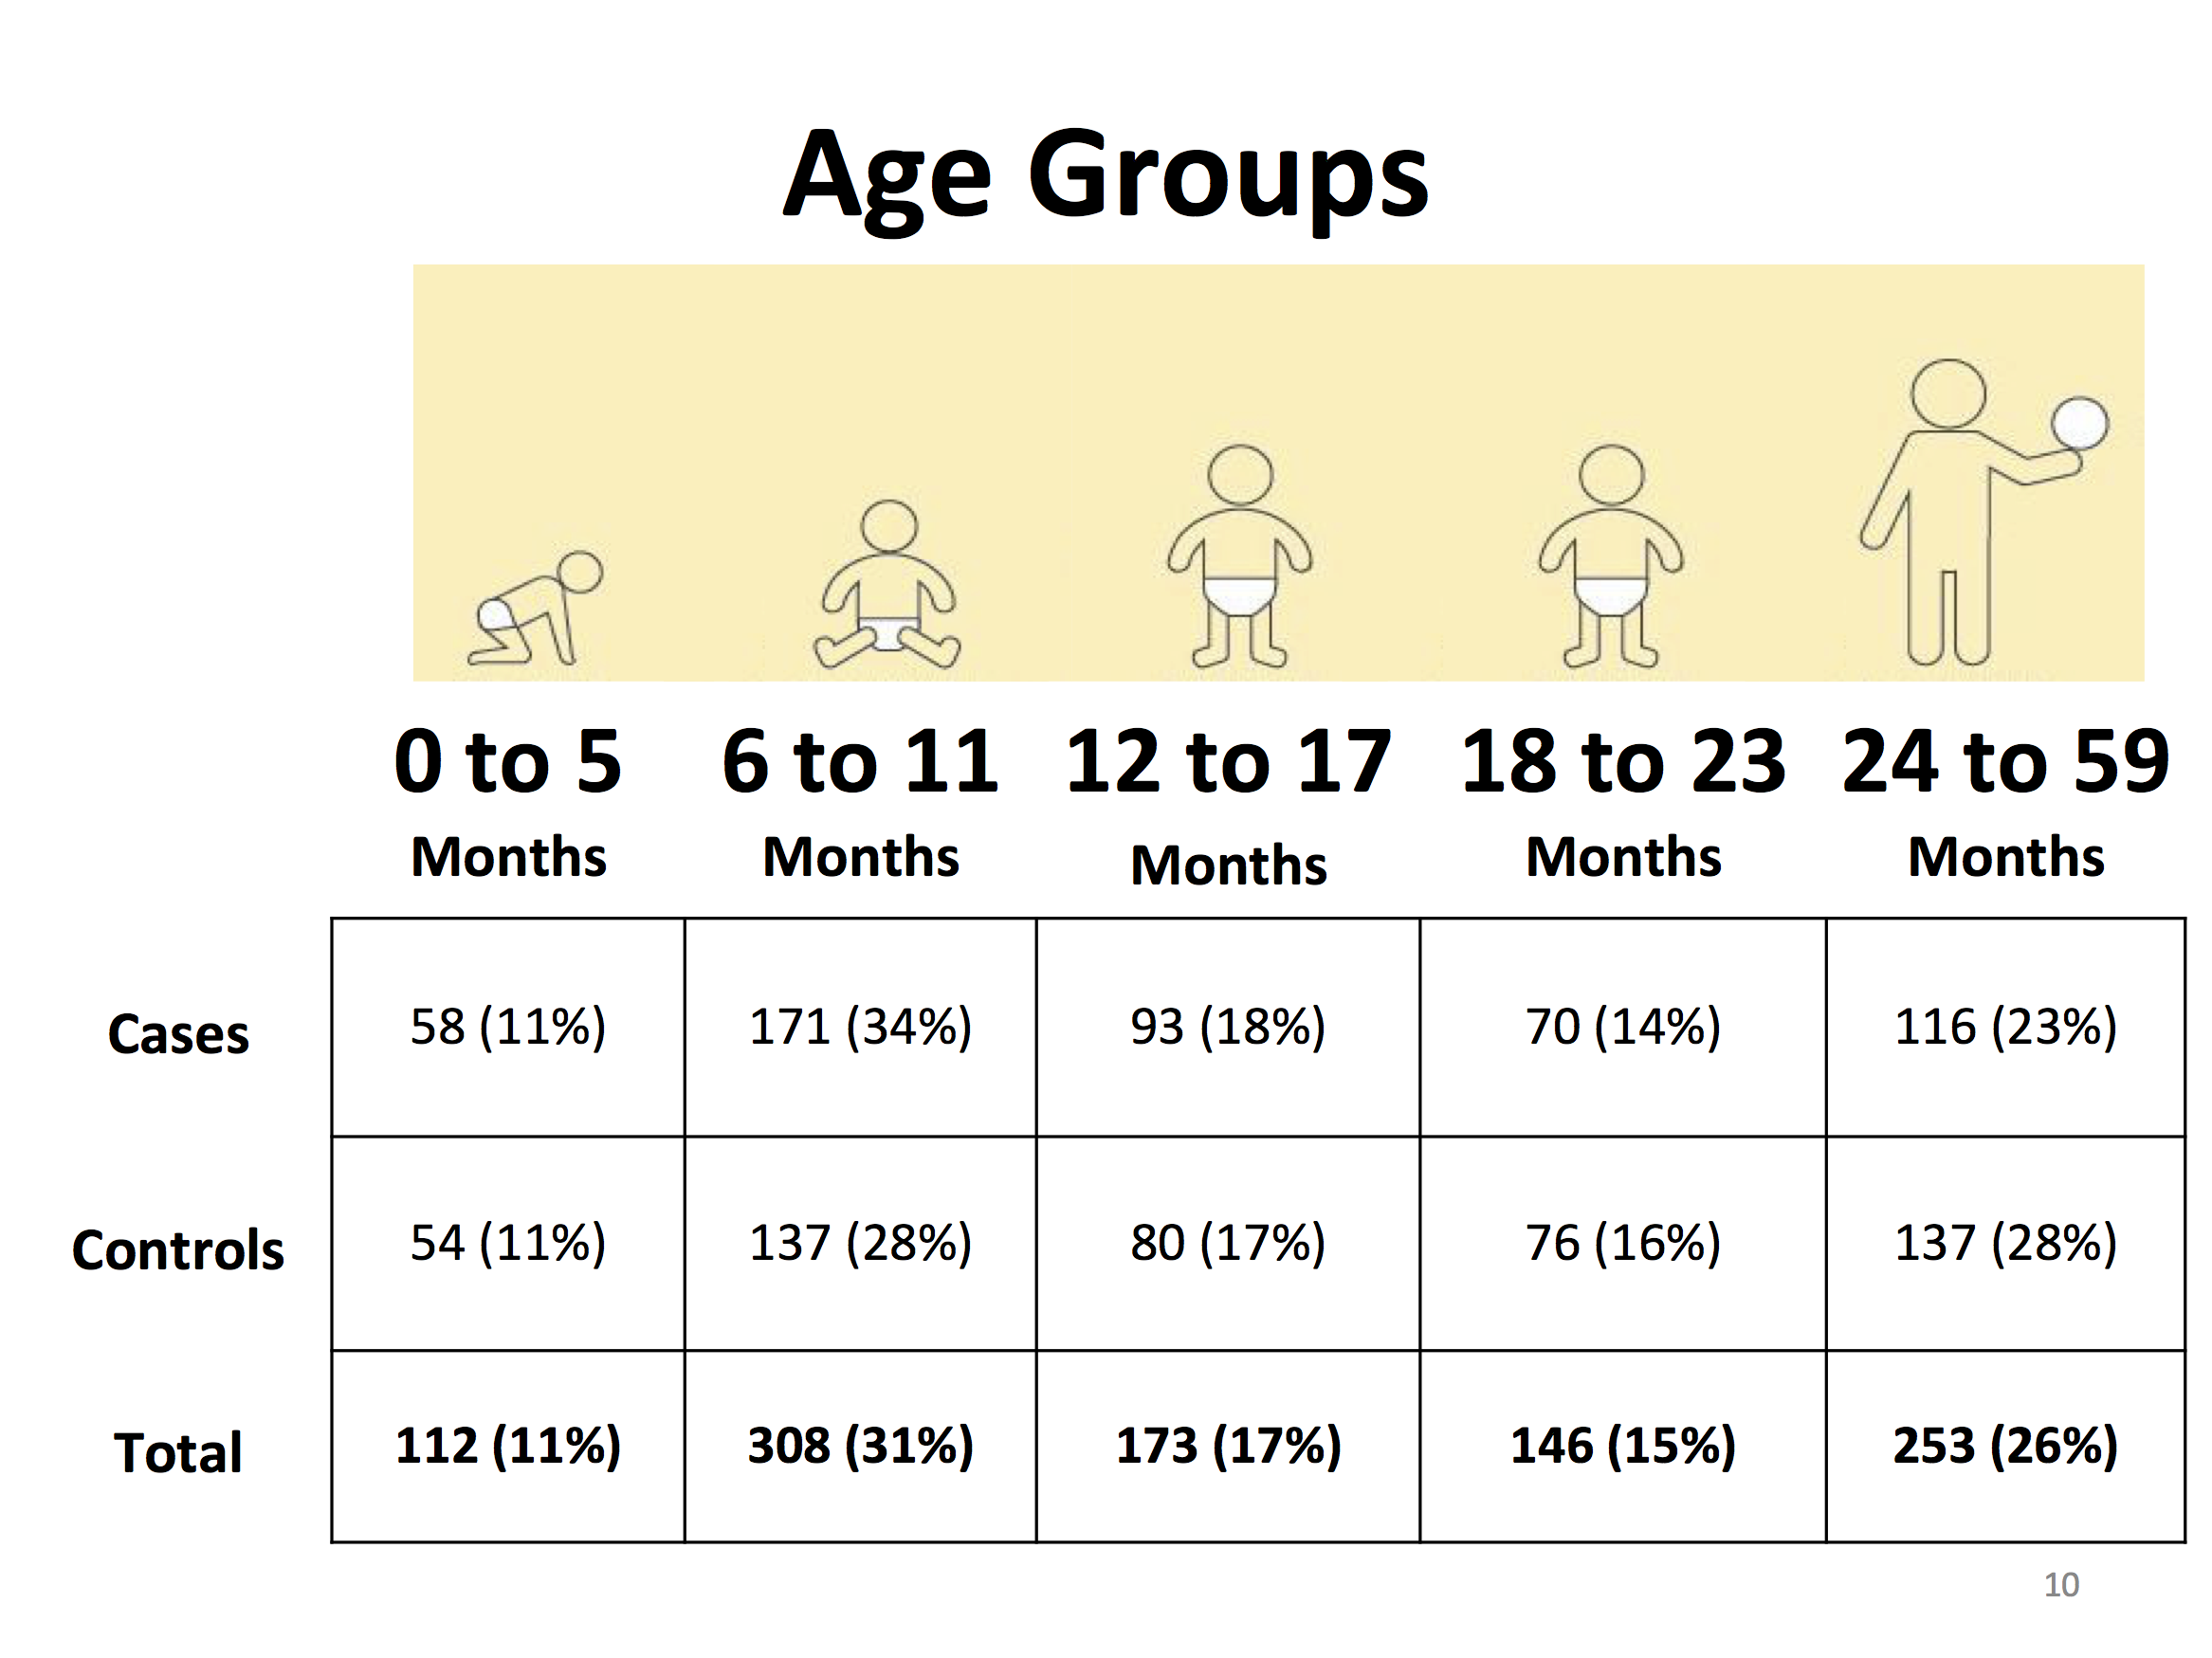 Age Groups
0 to 5 6 to 11 12 to 17 18 to 23 24 to 59
Months Months Months Months Months
Cases 58 (11%) 171 (34%) 93 (18%) 70 (14%) 116 (23%)
Controls 54 (11%) 137 (28%) 80 (17%) 76 (16%) 137 (28%)
Total 112 (11%) 308 (31%) 173 (17%) 146 (15%) 253 (26%)
10